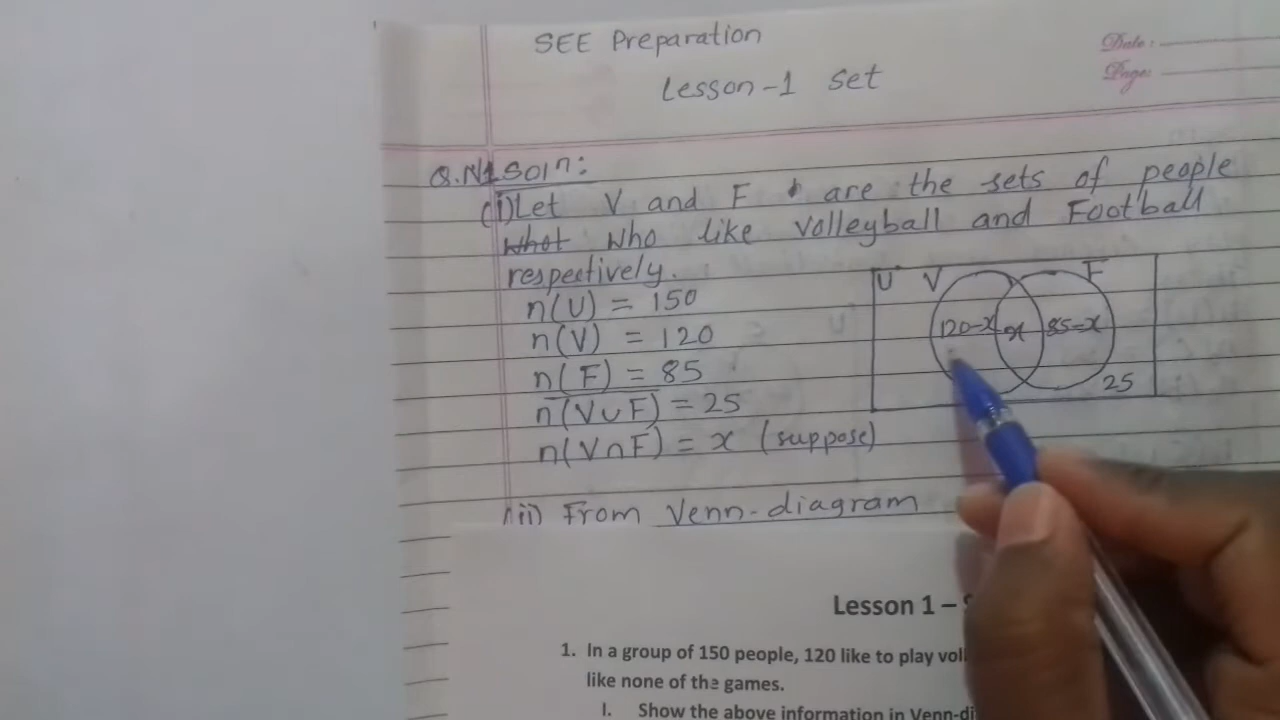 SEE Preparation
Date:
Lesson-1 Set
Page:
Q.N1 Solⁿ:
(i) Let V and F are the sets of people
what who like Volleyball and Football
respectively.
U V F
n(U) = 150
n(V) = 120
120-x x 85-x
n(F) = 85
25
n(V∪F) = 25
n(V∩F) = x (suppose)
(ii) From Venn-diagram
Lesson 1 –
1. In a group of 150 people, 120 like to play
like none of the games.
I. Show the above information in